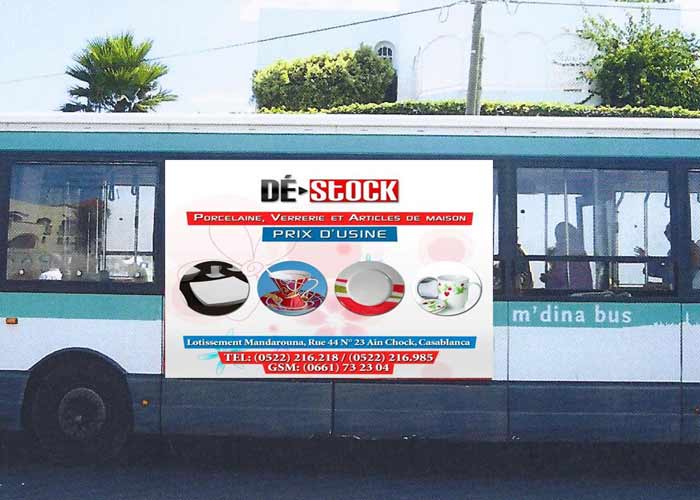 DÉ-STOCK
PORCELAINE, VERRERIE ET ARTICLES DE MAISON
PRIX D'USINE
Lotissement Mandarouna, Rue 44 N° 23 Ain Chock, Casablanca
TEL: (0522) 216.218 / (0522) 216.985
GSM: (0661) 73 23 04
m'dina bus